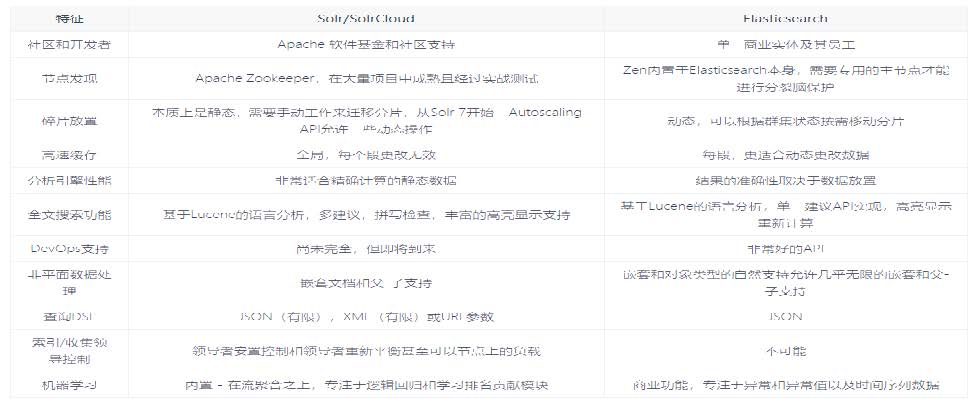 特征 Solr/SolrCloud Elasticsearch
社区和开发者 Apache 软件基金和社区支持 单一商业实体及其员工
节点发现 Apache Zookeeper，在大量项目中成熟且经过实战测试 Zen内置于Elasticsearch本身，需要专用的主节点才能
进行分裂脑保护
碎片放置 本质上是静态，需要手动工作来迁移分片，从Solr 7开始 - Autoscaling
API允许一些动态操作 动态，可以根据群集状态按需移动分片
高速缓存 全局，每个段更改无效 每段，更适合动态更改数据
分析引擎性能 非常适合精确计算的静态数据 结果的准确性取决于数据放置
全文搜索功能 基于Lucene的语言分析，多建议，拼写检查，丰富的高亮显示支持 基于Lucene的语言分析，单一建议API实现，高亮显示
重新计算
DevOps支持 尚未完全，但即将到来 非常好的API
非平面数据处
理 嵌套文档和父-子支持 嵌套和对象类型的自然支持允许几乎无限的嵌套和父-
子支持
查询DSL JSON（有限），XML（有限）或URL参数 JSON
索引/收集领
导控制 领导者安置控制和领导者重新平衡甚至可以节点上的负载 不可能
机器学习 内置 - 在流聚合之上，专注于逻辑回归和学习排名贡献模块 商业功能，专注于异常和异常值以及时间序列数据